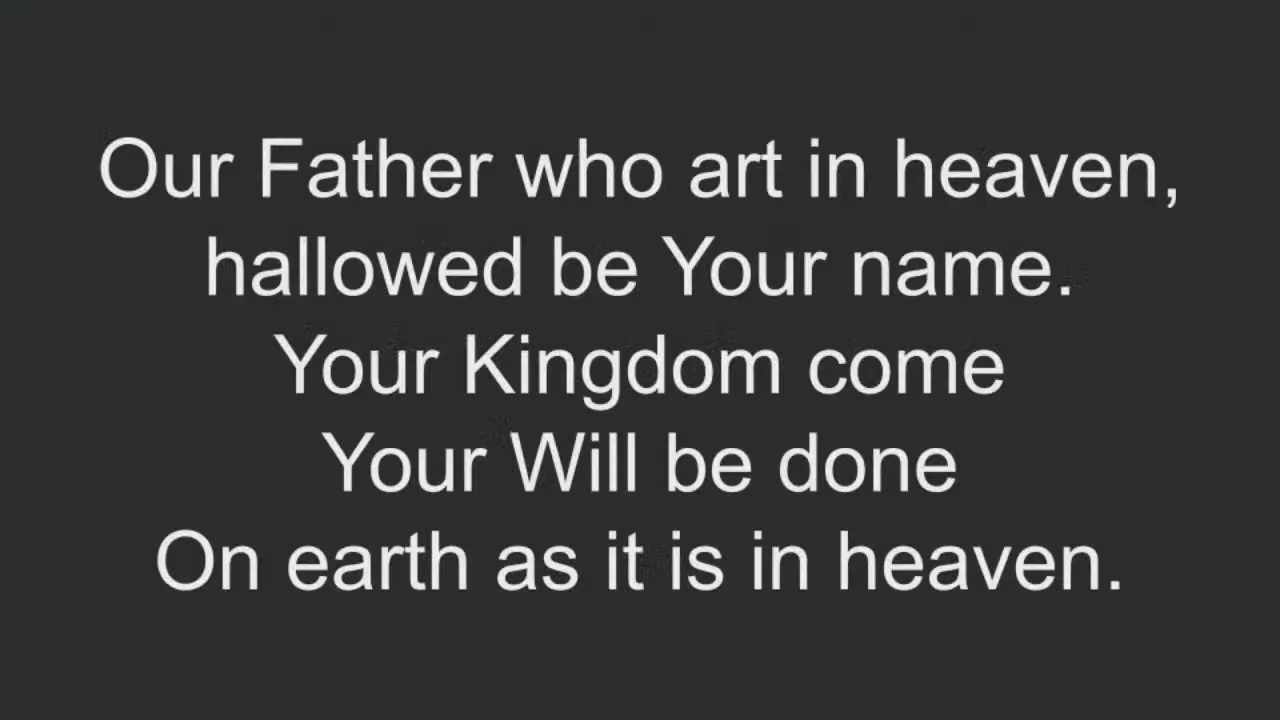 Our Father who art in heaven,
hallowed be Your name.
Your Kingdom come
Your Will be done
On earth as it is in heaven.